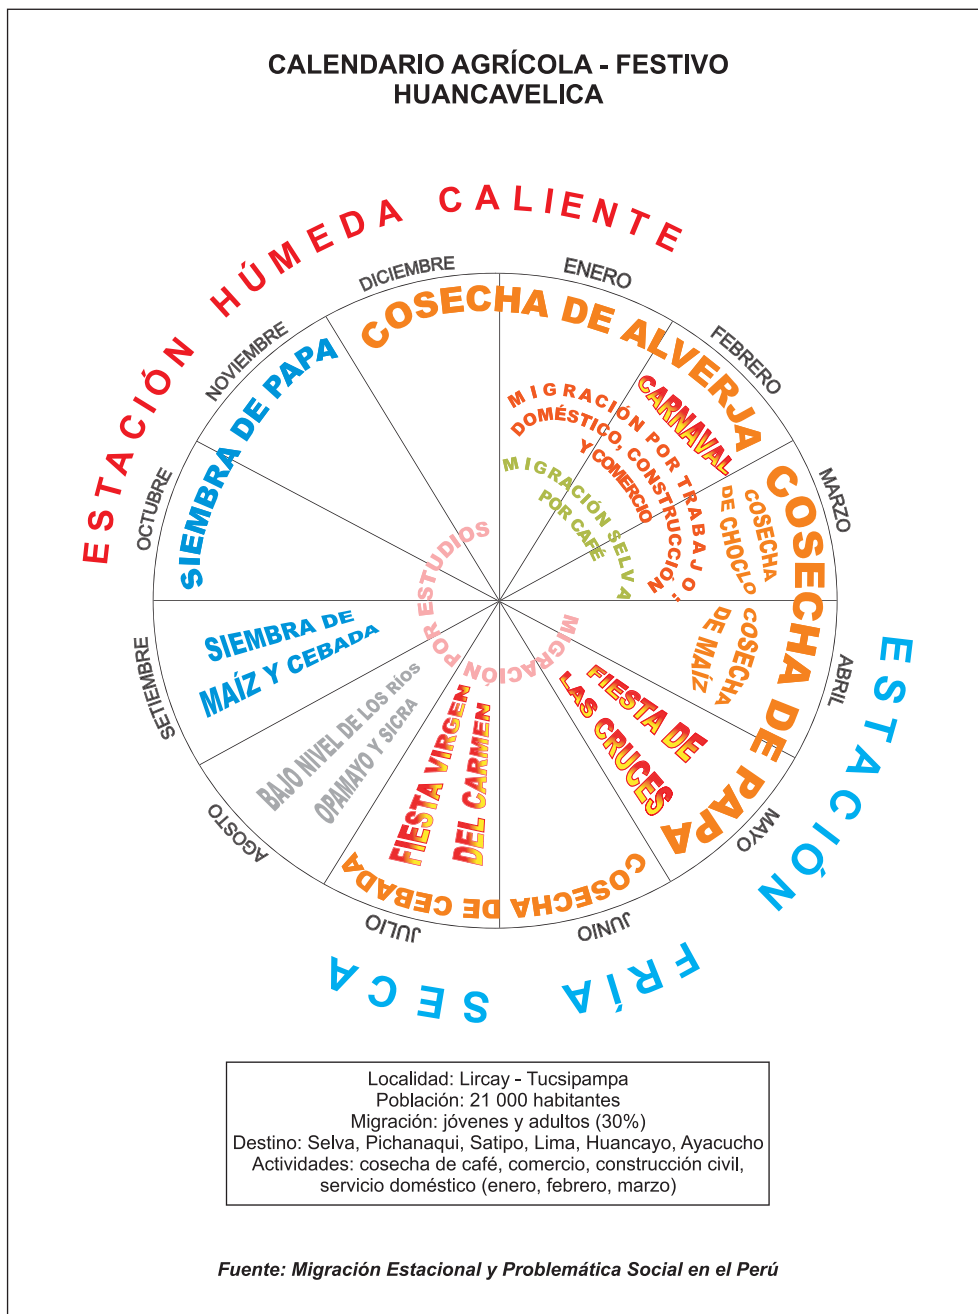 CALENDARIO AGRÍCOLA - FESTIVO
HUANCAVELICA
ESTACIÓN HÚMEDA CALIENTE
ENERO
FEBRERO
MARZO
ABRIL
MAYO
JUNIO
JULIO
AGOSTO
SETIEMBRE
OCTUBRE
NOVIEMBRE
DICIEMBRE
COSECHA DE ALVERJA
CARNAVAL
MIGRACIÓN POR TRABAJO:
DOMÉSTICO, CONSTRUCCIÓN
Y COMERCIO
MIGRACIÓN SELVA
POR CAFÉ
COSECHA
DE CHOCLO
COSECHA DE PAPA
COSECHA
DE MAÍZ
FIESTA DE
LAS CRUCES
COSECHA DE CEBADA
FIESTA VIRGEN
DEL CARMEN
BAJO NIVEL DE LOS RÍOS
OPAMAYO Y SICRA
SIEMBRA DE
MAÍZ Y CEBADA
SIEMBRA DE PAPA
MIGRACIÓN POR ESTUDIOS
ESTACIÓN FRÍA SECA
Localidad: Lircay - Tucsipampa
Población: 21 000 habitantes
Migración: jóvenes y adultos (30%)
Destino: Selva, Pichanaqui, Satipo, Lima, Huancayo, Ayacucho
Actividades: cosecha de café, comercio, construcción civil,
servicio doméstico (enero, febrero, marzo)
Fuente: Migración Estacional y Problemática Social en el Perú